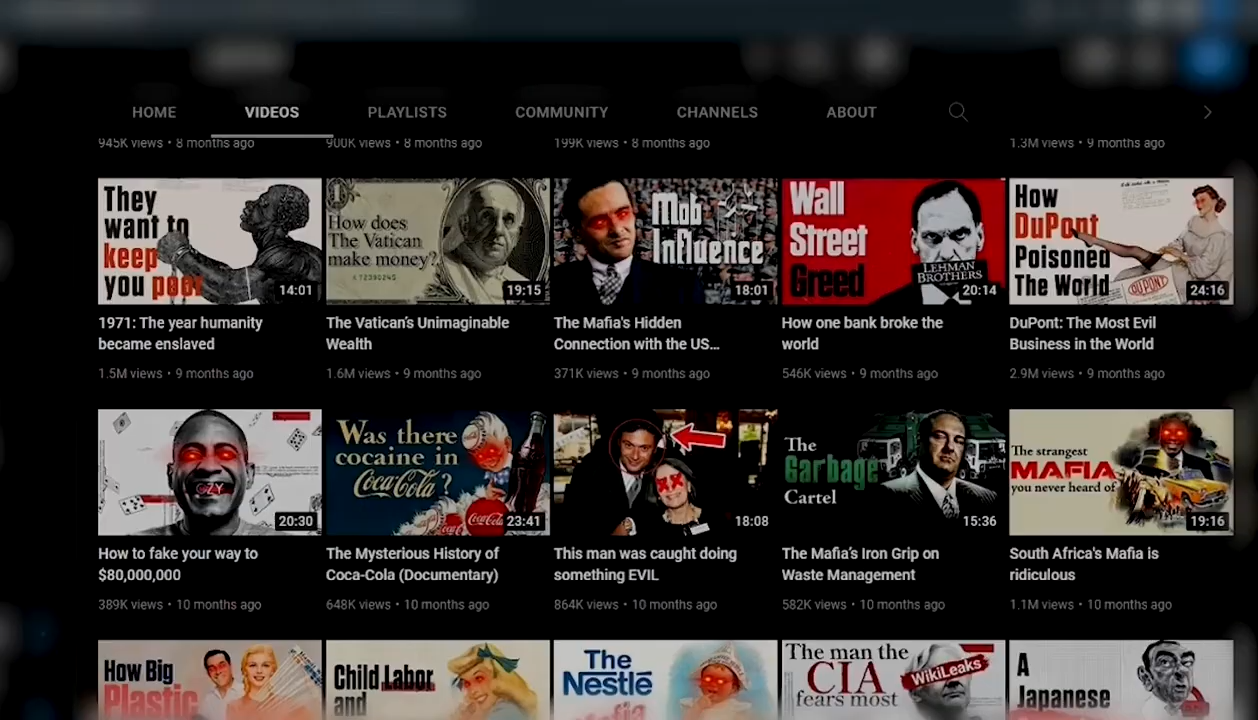 HOME VIDEOS PLAYLISTS COMMUNITY CHANNELS ABOUT
945K views • 8 months ago
900K views • 8 months ago
199K views • 8 months ago
1.3M views • 9 months ago
They
want to
keep
you poor
14:01
How does
The Vatican
make money?
19:15
Mob
Influence
18:01
Wall
Street
Greed
LEHMAN
BROTHERS
20:14
How
DuPont
Poisoned
The World
DU PONT
24:16
1971: The year humanity
became enslaved
1.5M views • 9 months ago
The Vatican's Unimaginable
Wealth
1.6M views • 9 months ago
The Mafia's Hidden
Connection with the US...
371K views • 9 months ago
How one bank broke the
world
546K views • 9 months ago
DuPont: The Most Evil
Business in the World
2.9M views • 9 months ago
OZY
20:30
Was there
cocaine in
Coca-Cola?
Coca-Cola
23:41
18:08
The
Garbage
Cartel
15:36
The strangest
MAFIA
you never heard of
19:16
How to fake your way to
$80,000,000
389K views • 10 months ago
The Mysterious History of
Coca-Cola (Documentary)
648K views • 10 months ago
This man was caught doing
something EVIL
864K views • 10 months ago
The Mafia's Iron Grip on
Waste Management
582K views • 10 months ago
South Africa's Mafia is
ridiculous
1.1M views • 10 months ago
How Big
Plastic
Child Labor
and
The
Nestlē
Mafia
The man the
CIA
fears most
WikiLeaks
A
Japanese